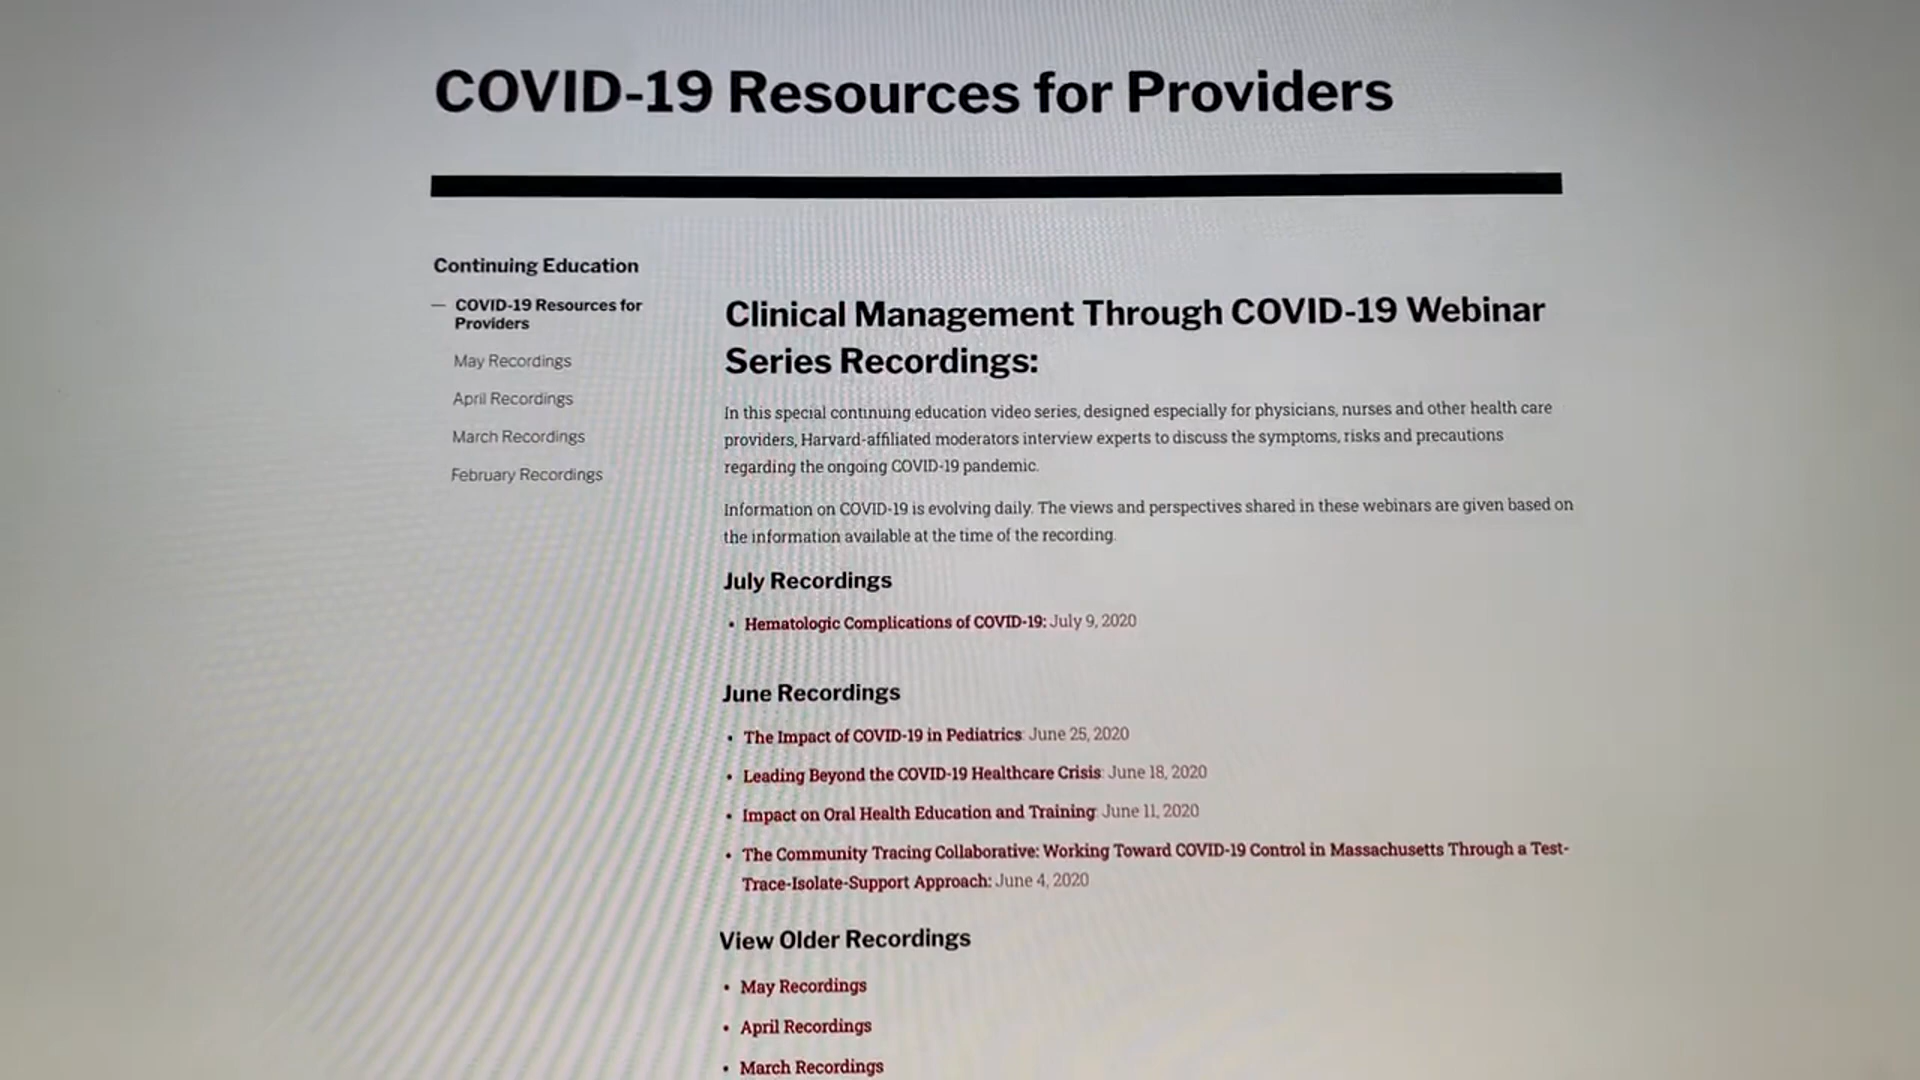 COVID-19 Resources for Providers
Continuing Education
— COVID-19 Resources for
Providers
May Recordings
April Recordings
March Recordings
February Recordings
Clinical Management Through COVID-19 Webinar
Series Recordings:
In this special continuing education video series, designed especially for physicians, nurses and other health care
providers, Harvard-affiliated moderators interview experts to discuss the symptoms, risks and precautions
regarding the ongoing COVID-19 pandemic.
Information on COVID-19 is evolving daily. The views and perspectives shared in these webinars are given based on
the information available at the time of the recording.
July Recordings
• Hematologic Complications of COVID-19: July 9, 2020
June Recordings
• The Impact of COVID-19 in Pediatrics: June 25, 2020
• Leading Beyond the COVID-19 Healthcare Crisis: June 18, 2020
• Impact on Oral Health Education and Training: June 11, 2020
• The Community Tracing Collaborative: Working Toward COVID-19 Control in Massachusetts Through a Test-
Trace-Isolate-Support Approach: June 4, 2020
View Older Recordings
• May Recordings
• April Recordings
• March Recordings